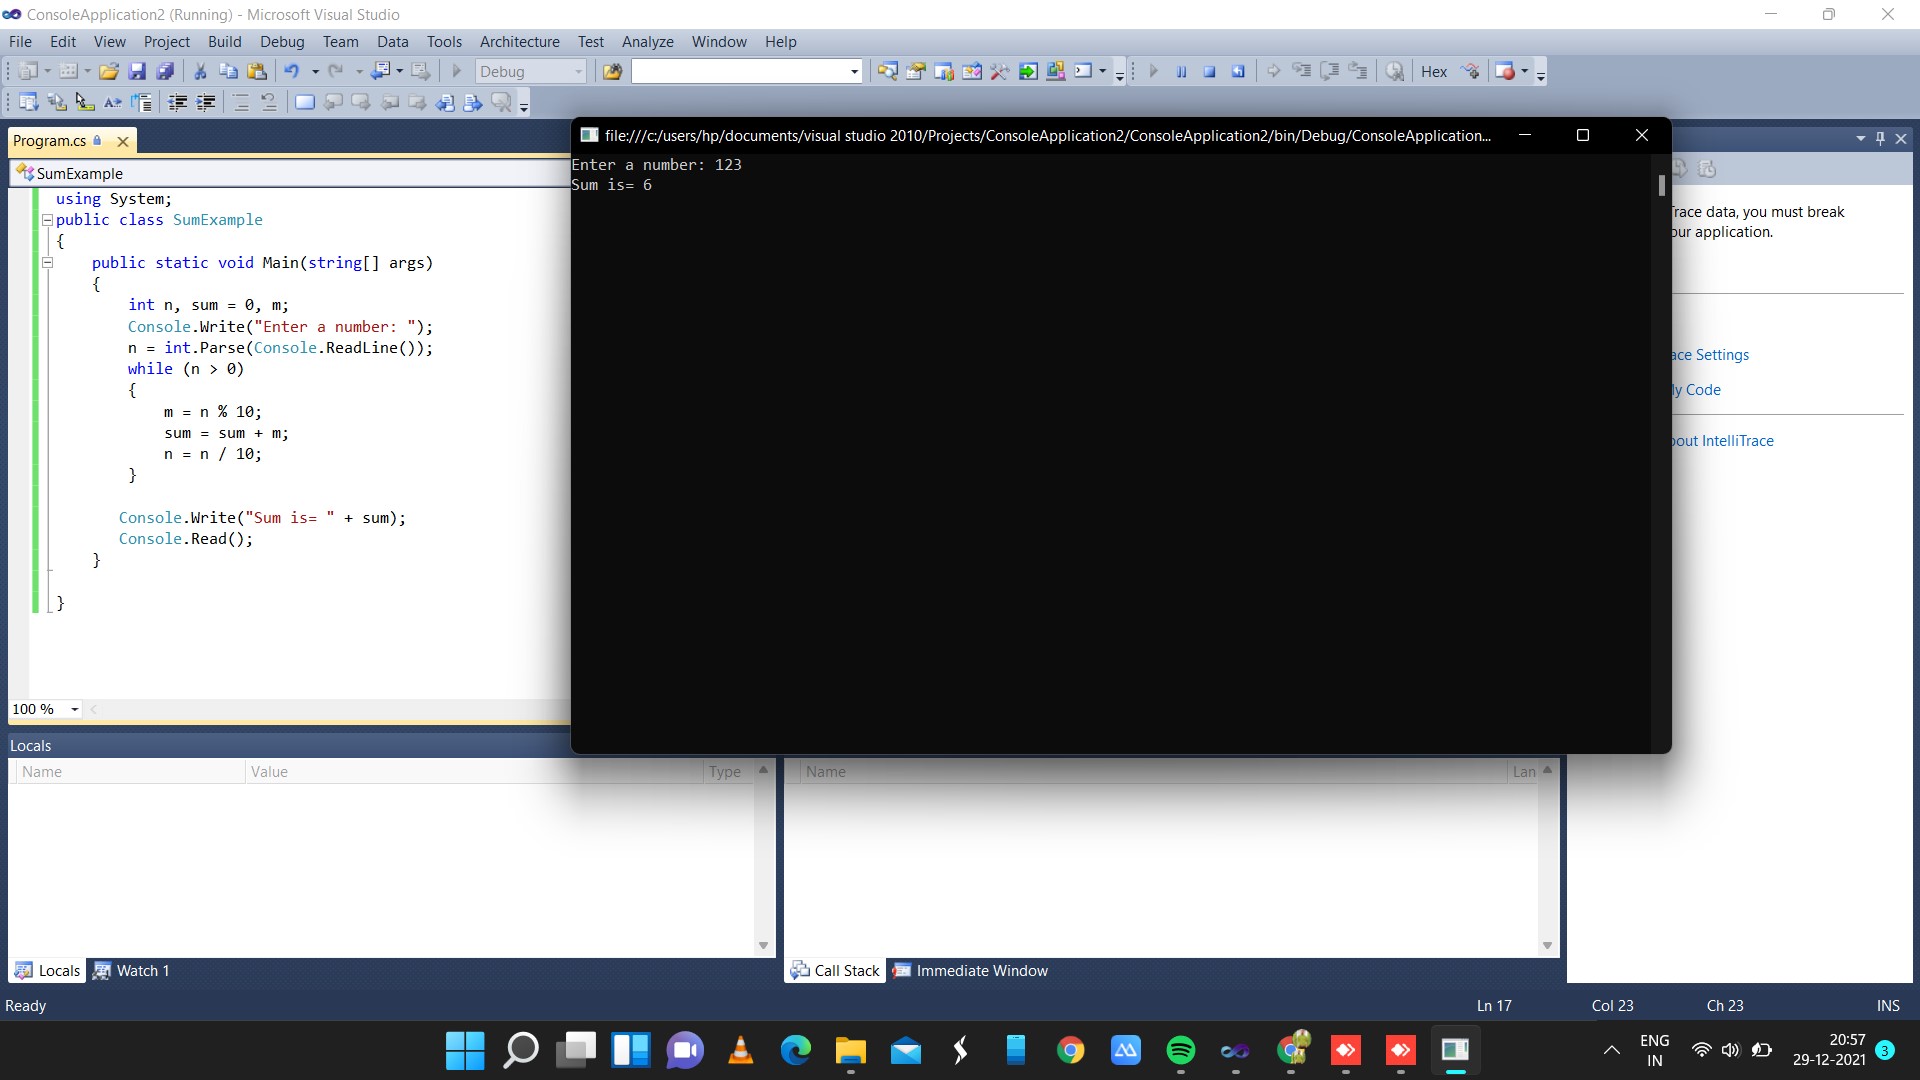 ConsoleApplication2 (Running) - Microsoft Visual Studio
File Edit View Project Build Debug Team Data Tools Architecture Test Analyze Window Help
Debug
Hex
Program.cs
SumExample
using System;
public class SumExample
{
public static void Main(string[] args)
{
int n, sum = 0, m;
Console.Write("Enter a number: ");
n = int.Parse(Console.ReadLine());
while (n > 0)
{
m = n % 10;
sum = sum + m;
n = n / 10;
}
Console.Write("Sum is= " + sum);
Console.Read();
}
}
100 %
file:///c:/users/hp/documents/visual studio 2010/Projects/ConsoleApplication2/ConsoleApplication2/bin/Debug/ConsoleApplication...
Enter a number: 123
Sum is= 6
Trace data, you must break
our application.
ace Settings
My Code
bout IntelliTrace
Locals
Name Value Type
Name Lan
Locals Watch 1
Call Stack Immediate Window
Ready Ln 17 Col 23 Ch 23 INS
ENG
IN
20:57
29-12-2021
3